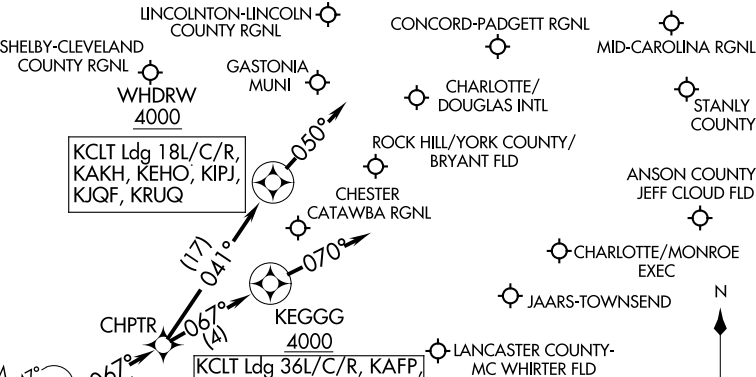 LINCOLNTON-LINCOLN
COUNTY RGNL
CONCORD-PADGETT RGNL
MID-CAROLINA RGNL
SHELBY-CLEVELAND
COUNTY RGNL
GASTONIA
MUNI
WHDRW
4000
CHARLOTTE/
DOUGLAS INTL
STANLY
COUNTY
050°
KCLT Ldg 18L/C/R,
KAKH, KEHO, KIPJ,
KJQF, KRUQ
ROCK HILL/YORK COUNTY/
BRYANT FLD
ANSON COUNTY
JEFF CLOUD FLD
CHESTER
CATAWBA RGNL
(17)
041°
070°
CHARLOTTE/MONROE
EXEC
JAARS-TOWNSEND
N
CHPTR
067°
(4)
KEGGG
4000
KCLT Ldg 36L/C/R, KAFP,
LANCASTER COUNTY-
MC WHIRTER FLD
067°